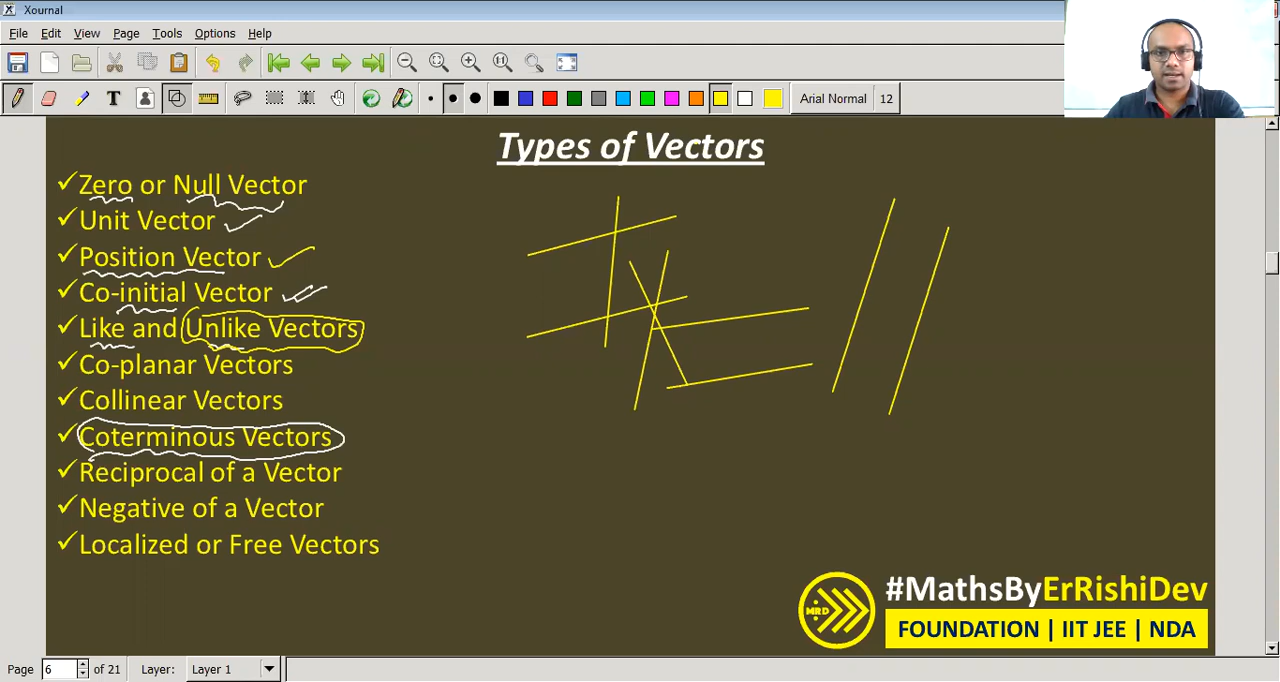 Xournal
File Edit View Page Tools Options Help
Arial Normal 12
Types of Vectors
✓Zero or Null Vector
✓Unit Vector
✓Position Vector
✓Co-initial Vector
✓Like and Unlike Vectors
✓Co-planar Vectors
✓Collinear Vectors
✓Coterminous Vectors
✓Reciprocal of a Vector
✓Negative of a Vector
✓Localized or Free Vectors
MRD
#MathsByErRishiDev
FOUNDATION | IIT JEE | NDA
Page 6 of 21 Layer: Layer 1